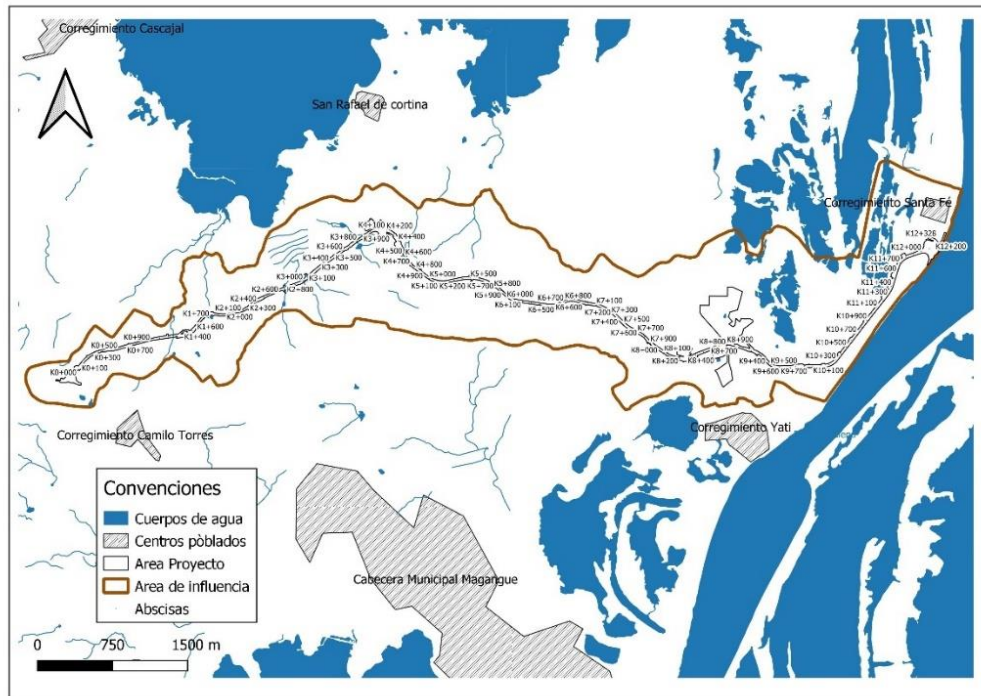 Corregimiento Cascajal
San Rafael de cortina
Corregimiento Santa Fé
K4+100
K4+200
K3+800
K3+900
K4+400
K3+600
K4+500
K4+600
K3+400
K3+500
K4+700
K4+800
K3+300
K3+000
K3+100
K4+900
K5+000
K5+500
K2+600
K2+800
K5+100
K5+200
K5+700
K5+800
K2+400
K5+900
K6+000
K6+700
K6+800
K7+100
K2+100
K2+300
K6+100
K6+500
K6+600
K7+200
K7+300
K1+700
K2+000
K7+400
K7+500
K1+600
K7+600
K7+700
K0+900
K1+400
K7+900
K8+800
K8+900
K0+500
K0+700
K8+000
K8+100
K8+700
K0+300
K8+200
K8+400
K9+400
K9+500
K0+000
K0+100
K9+600
K9+700
K10+100
K10+300
K10+500
K10+700
K10+900
K11+100
K11+300
K11+400
K11+600
K11+700
K12+000
K12+328
K12+200
Corregimiento Camilo Torres
Corregimiento Yati
Cabecera Municipal Magangue
Convenciones
Cuerpos de agua
Centros pòblados
Area Proyecto
Area de influencia
Abscisas
0 750 1500 m